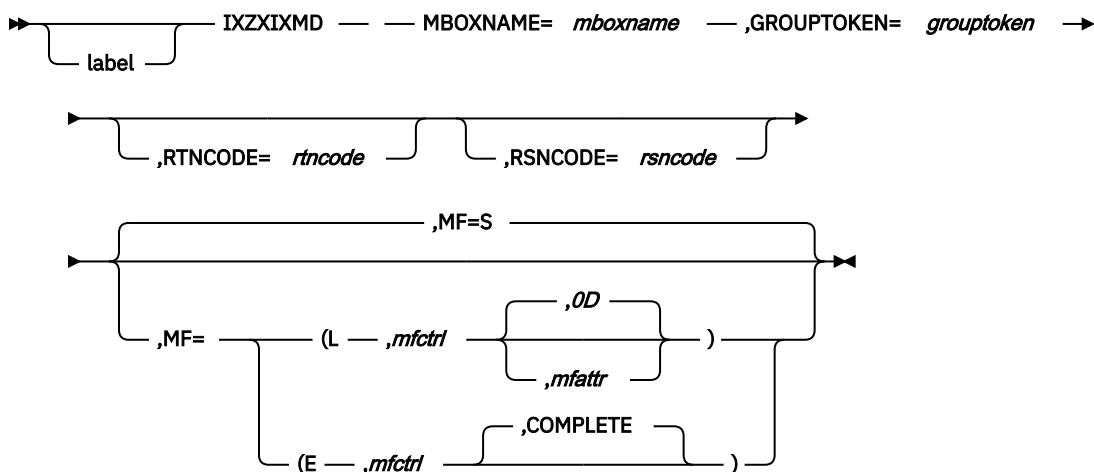 IXZXIXMD MBOXNAME= mboxname ,GROUPTOKEN= grouptoken
label
,RTNCODE= rtncode ,RSNCODE= rsncode
,MF=S
,0D
,MF= (L ,mfctrl )
,mfattr
,COMPLETE
(E ,mfctrl )